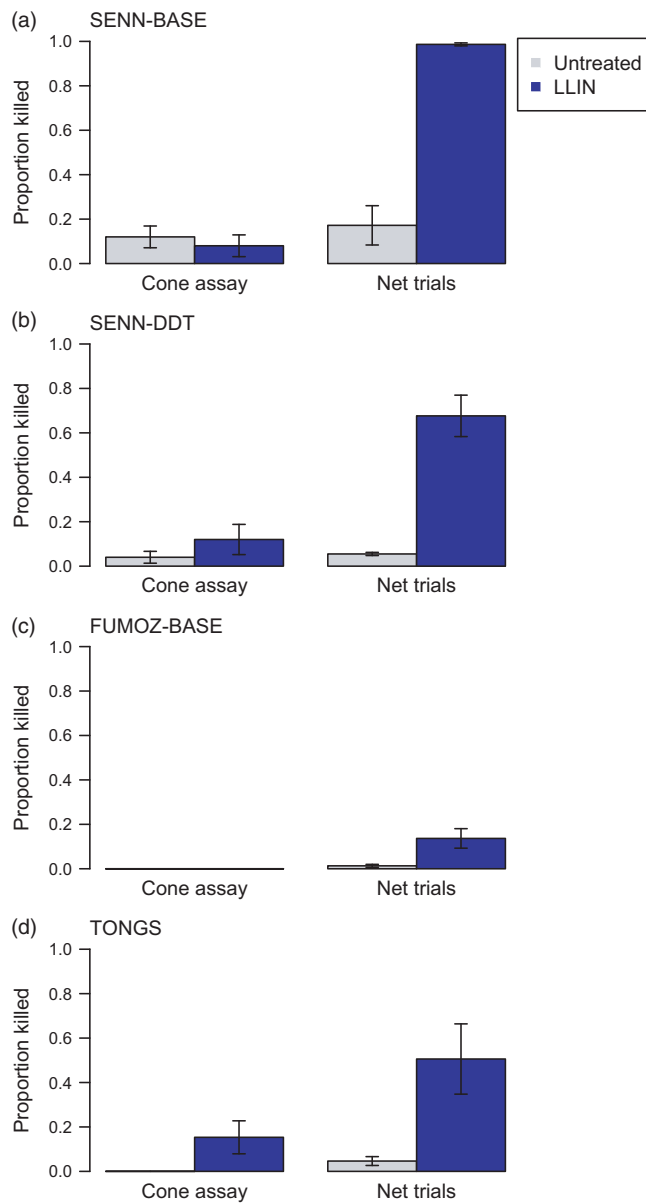 (a) SENN-BASE
Untreated
LLIN
Proportion killed
1.0
0.8
0.6
0.4
0.2
0.0
Cone assay Net trials
(b) SENN-DDT
Proportion killed
1.0
0.8
0.6
0.4
0.2
0.0
Cone assay Net trials
(c) FUMOZ-BASE
Proportion killed
1.0
0.8
0.6
0.4
0.2
0.0
Cone assay Net trials
(d) TONGS
Proportion killed
1.0
0.8
0.6
0.4
0.2
0.0
Cone assay Net trials